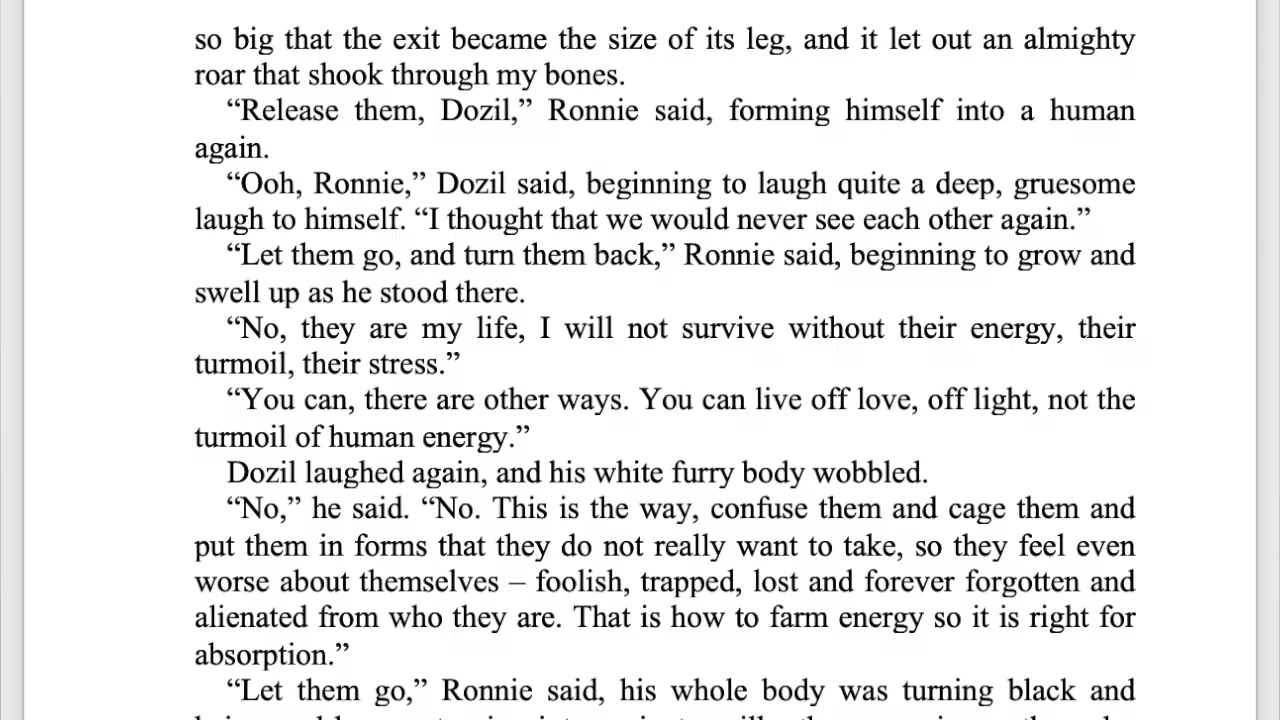 so big that the exit became the size of its leg, and it let out an almighty
roar that shook through my bones.
“Release them, Dozil,” Ronnie said, forming himself into a human
again.
“Ooh, Ronnie,” Dozil said, beginning to laugh quite a deep, gruesome
laugh to himself. “I thought that we would never see each other again.”
“Let them go, and turn them back,” Ronnie said, beginning to grow and
swell up as he stood there.
“No, they are my life, I will not survive without their energy, their
turmoil, their stress.”
“You can, there are other ways. You can live off love, off light, not the
turmoil of human energy.”
Dozil laughed again, and his white furry body wobbled.
“No,” he said. “No. This is the way, confuse them and cage them and
put them in forms that they do not really want to take, so they feel even
worse about themselves – foolish, trapped, lost and forever forgotten and
alienated from who they are. That is how to farm energy so it is right for
absorption.”
“Let them go,” Ronnie said, his whole body was turning black and